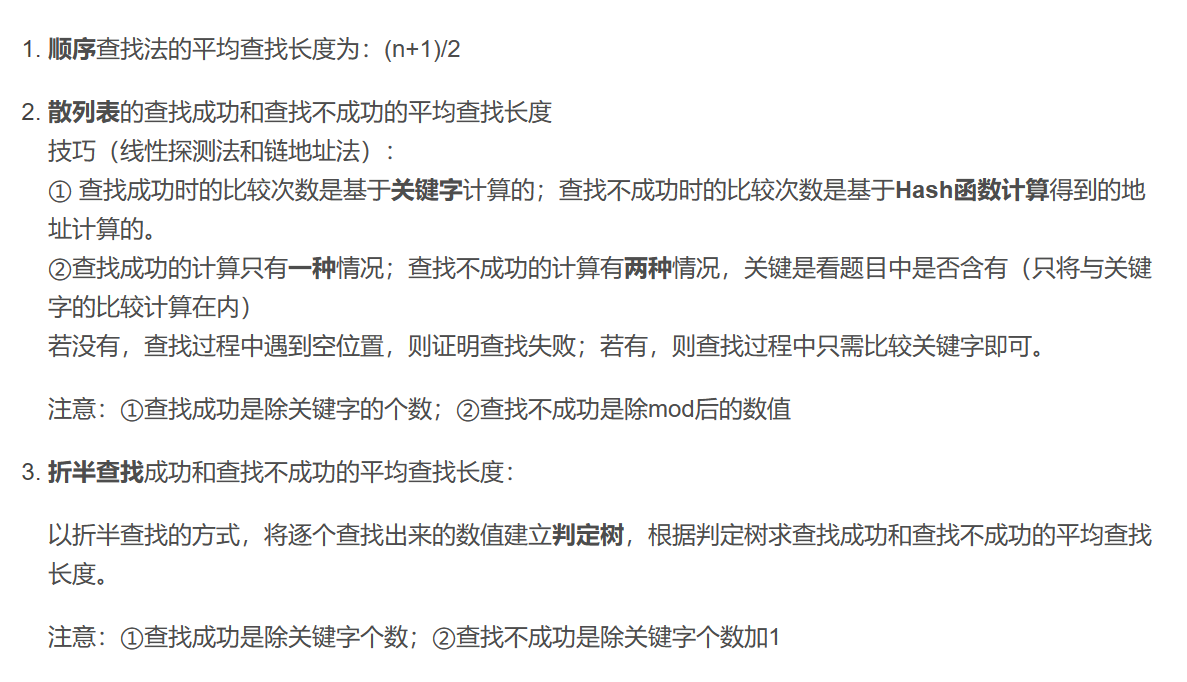 1. 顺序查找法的平均查找长度为：(n+1)/2
2. 散列表的查找成功和查找不成功的平均查找长度
技巧（线性探测法和链地址法）：
① 查找成功时的比较次数是基于关键字计算的；查找不成功时的比较次数是基于Hash函数计算得到的地
址计算的。
②查找成功的计算只有一种情况；查找不成功的计算有两种情况，关键是看题目中是否含有（只将与关键
字的比较计算在内）
若没有，查找过程中遇到空位置，则证明查找失败；若有，则查找过程中只需比较关键字即可。
注意：①查找成功是除关键字的个数；②查找不成功是除mod后的数值
3. 折半查找成功和查找不成功的平均查找长度：
以折半查找的方式，将逐个查找出来的数值建立判定树，根据判定树求查找成功和查找不成功的平均查找
长度。
注意：①查找成功是除关键字个数；②查找不成功是除关键字个数加1